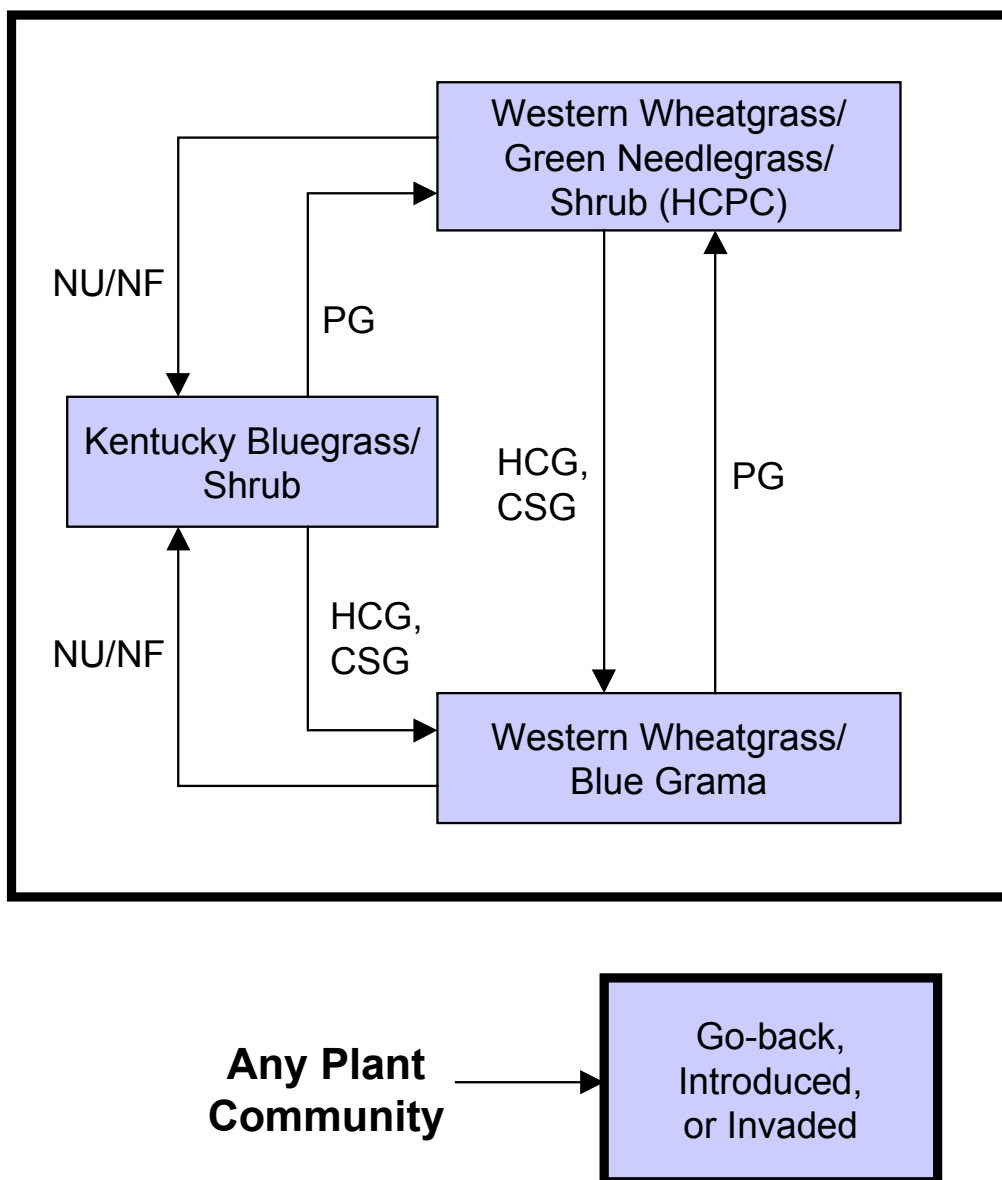 Western Wheatgrass/
Green Needlegrass/
Shrub (HCPC)
NU/NF
PG
Kentucky Bluegrass/
Shrub
HCG,
CSG
PG
NU/NF
HCG,
CSG
Western Wheatgrass/
Blue Grama
Any Plant
Community
Go-back,
Introduced,
or Invaded